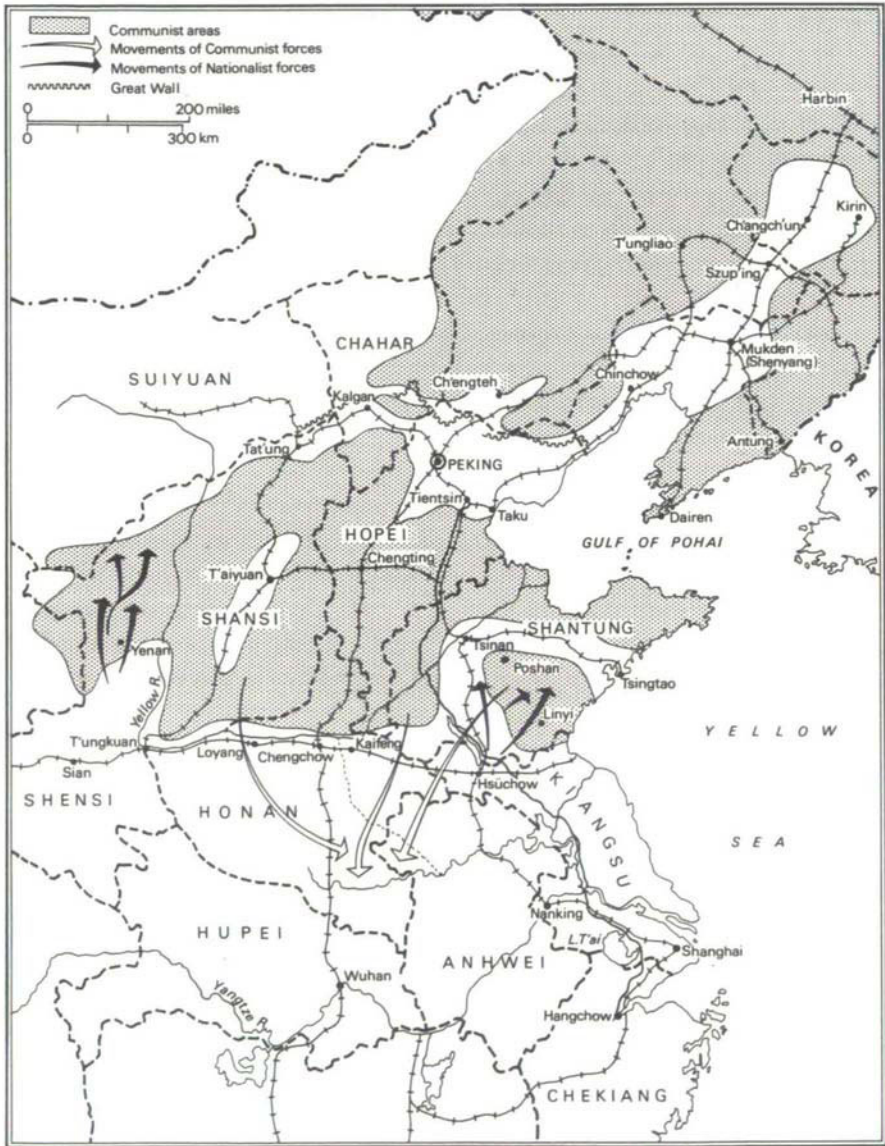 Communist areas
Movements of Communist forces
Movements of Nationalist forces
Great Wall
0 200 miles
0 300 km
Harbin
Kirin
Ch'angch'un
T'ungliao
Szup'ing
CHAHAR
Mukden
(Shenyang)
SUIYUAN
Ch'engteh
Chinchow
Kalgan
Antung
KOREA
Tat'ung
PEKING
Tientsin
Taku
Dairen
HOPEI
GULF OF POHAI
Chengting
T'aiyuan
SHANSI
SHANTUNG
Tsinan
Yenan
Poshan
Tsingtao
Linyi
Yellow R.
YELLOW
T'ungkuan
Kaifeng
Loyang
Chengchow
Sian
Hsüchow
SHENSI
HONAN
KIANGSU
SEA
Nanking
HUPEI
L.T'ai
ANHWEI
Shanghai
Wuhan
Yangtze R.
Hangchow
CHEKIANG